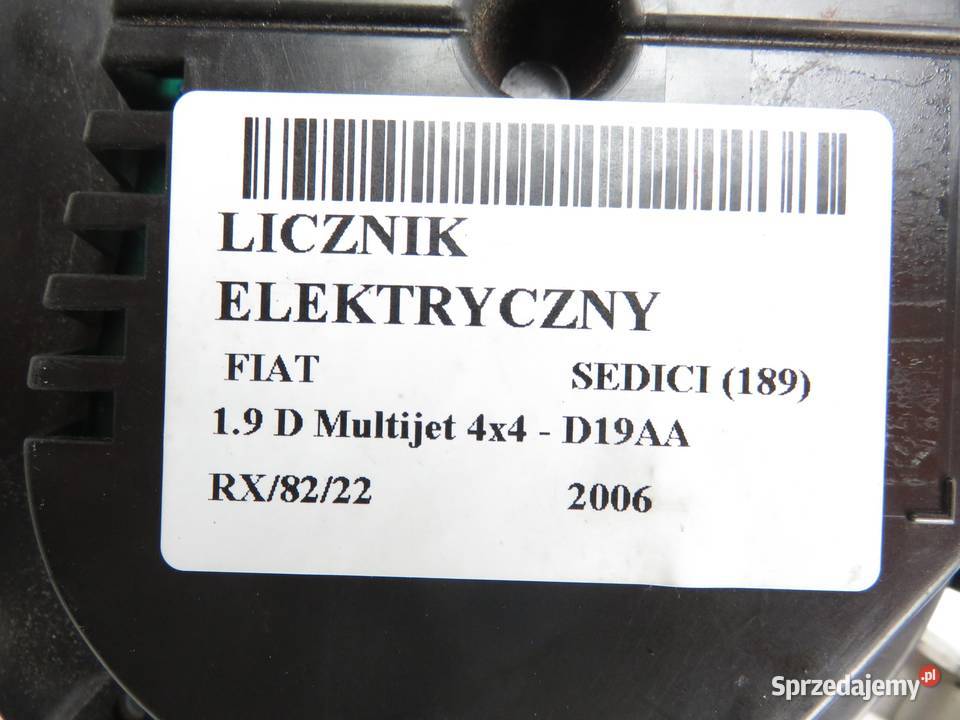 LICZNIK
ELEKTRYCZNY
FIAT SEDICI (189)
1.9 D Multijet 4x4 - D19AA
RX/82/22 2006
Sprzedajemy.pl